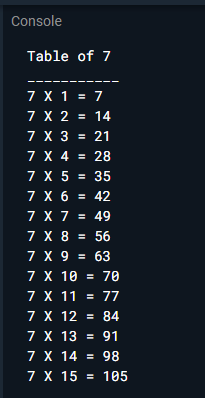 Console
Table of 7
___________
7 X 1 = 7
7 X 2 = 14
7 X 3 = 21
7 X 4 = 28
7 X 5 = 35
7 X 6 = 42
7 X 7 = 49
7 X 8 = 56
7 X 9 = 63
7 X 10 = 70
7 X 11 = 77
7 X 12 = 84
7 X 13 = 91
7 X 14 = 98
7 X 15 = 105